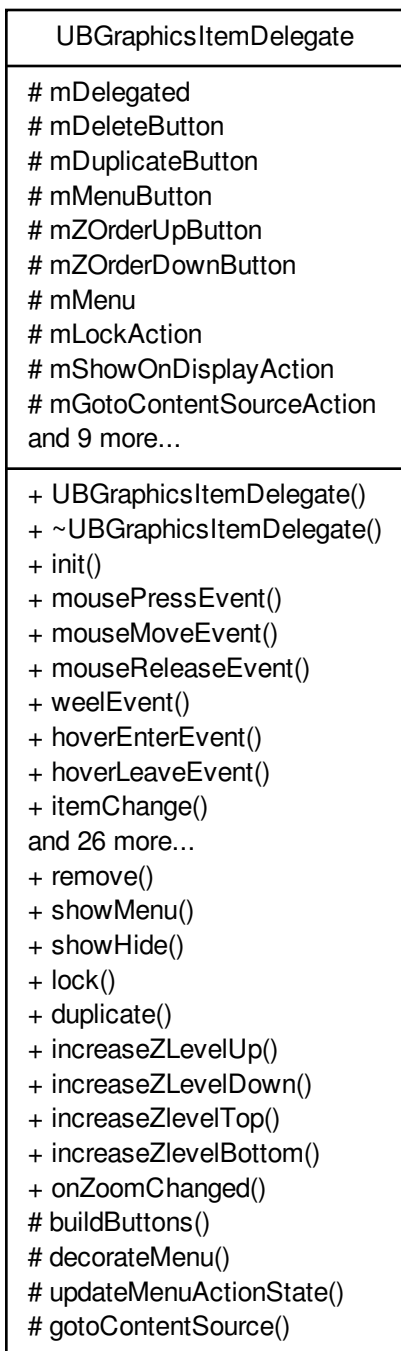 UBGraphicsItemDelegate
# mDelegated
# mDeleteButton
# mDuplicateButton
# mMenuButton
# mZOrderUpButton
# mZOrderDownButton
# mMenu
# mLockAction
# mShowOnDisplayAction
# mGotoContentSourceAction
and 9 more...
+ UBGraphicsItemDelegate()
+ ~UBGraphicsItemDelegate()
+ init()
+ mousePressEvent()
+ mouseMoveEvent()
+ mouseReleaseEvent()
+ weelEvent()
+ hoverEnterEvent()
+ hoverLeaveEvent()
+ itemChange()
and 26 more...
+ remove()
+ showMenu()
+ showHide()
+ lock()
+ duplicate()
+ increaseZLevelUp()
+ increaseZLevelDown()
+ increaseZlevelTop()
+ increaseZlevelBottom()
+ onZoomChanged()
# buildButtons()
# decorateMenu()
# updateMenuActionState()
# gotoContentSource()